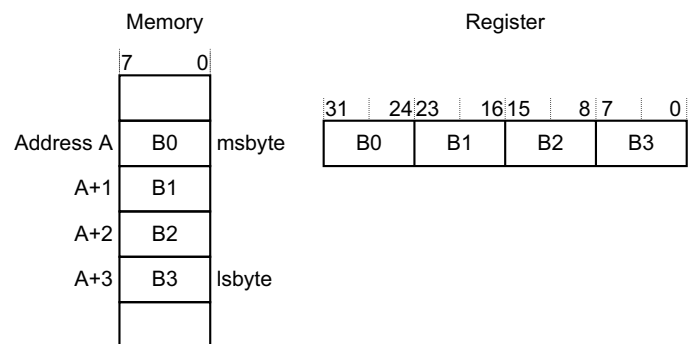 Memory
Register
7 0
31 24 23 16 15 8 7 0
Address A B0 msbyte
B0 B1 B2 B3
A+1 B1
A+2 B2
A+3 B3 lsbyte